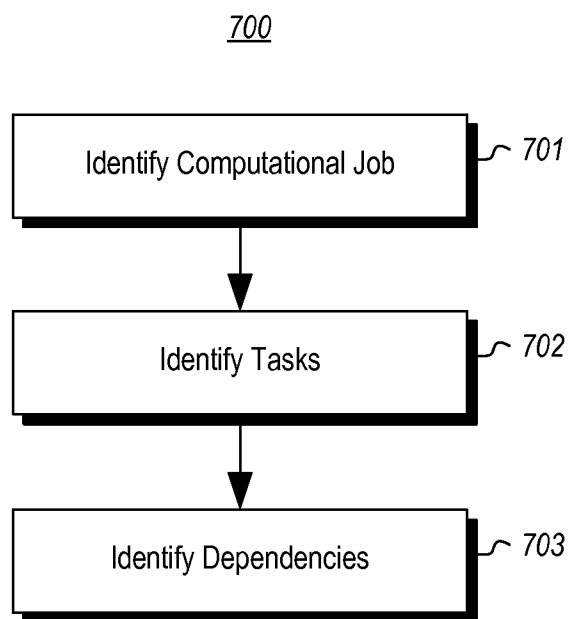 700
Identify Computational Job
701
Identify Tasks
702
Identify Dependencies
703